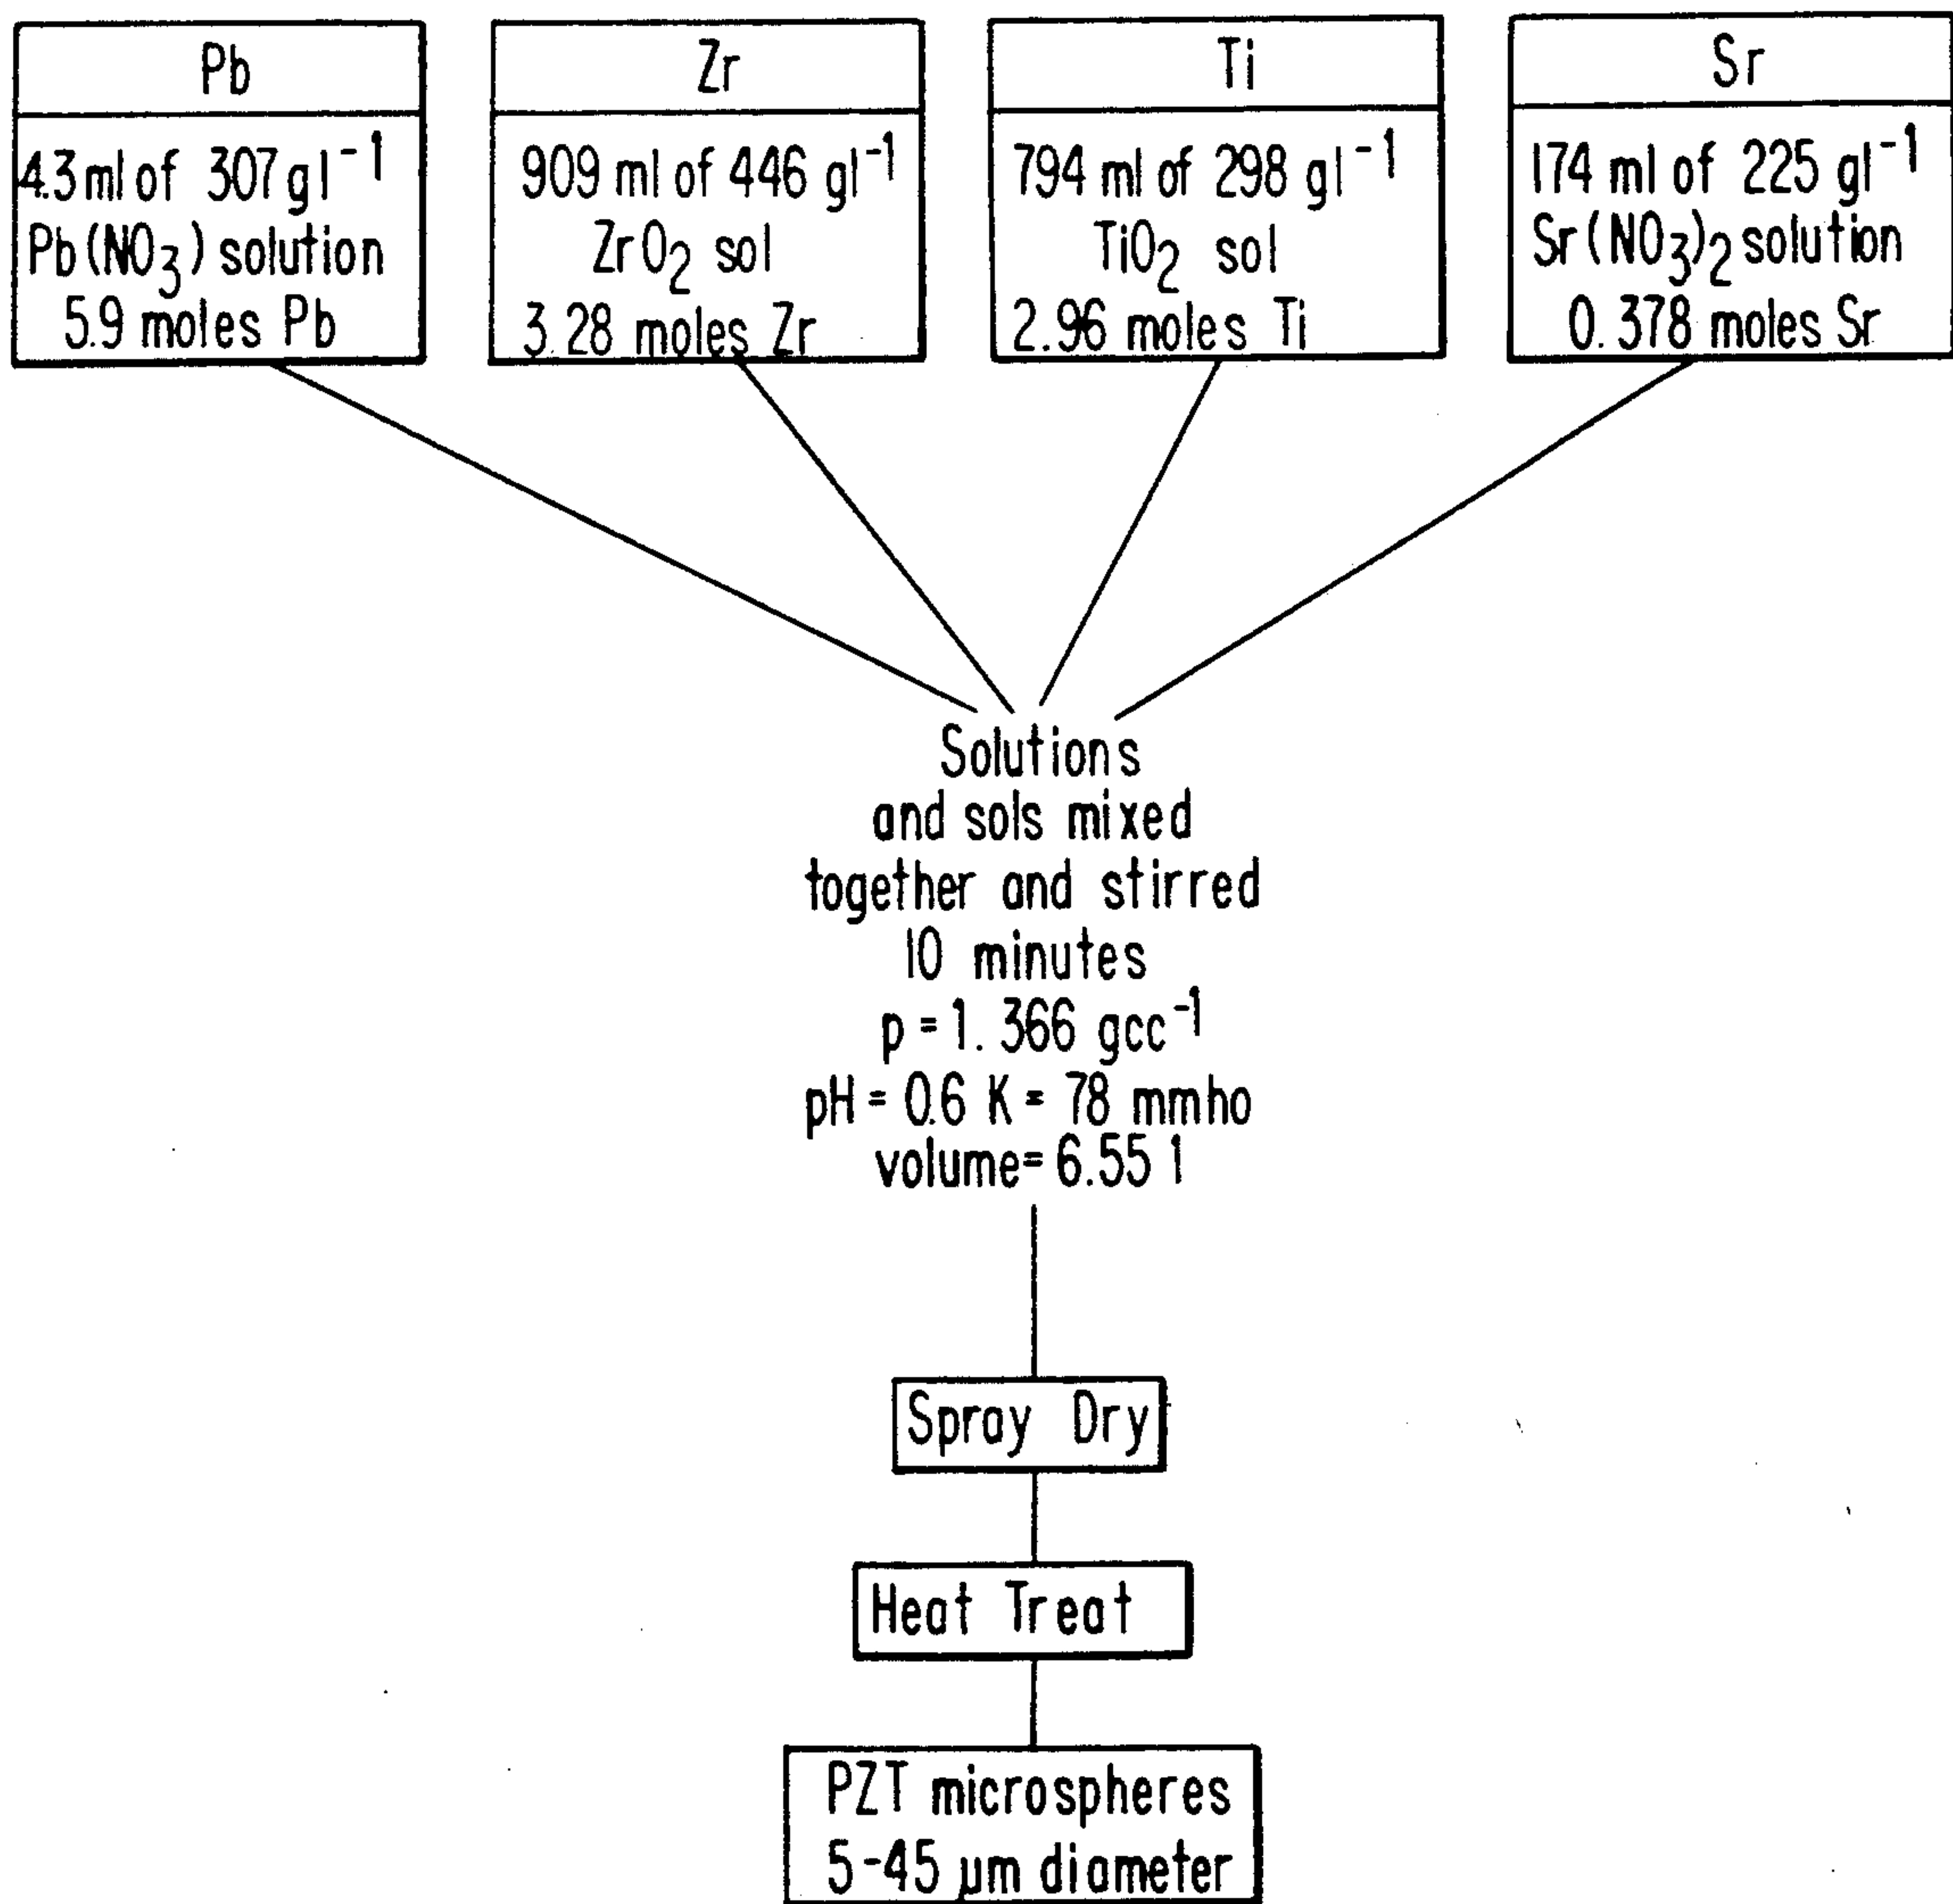 Pb
4.3 ml of 307 gl⁻¹
Pb(NO₃) solution
5.9 moles Pb
Zr
909 ml of 446 gl⁻¹
ZrO₂ sol
3.28 moles Zr
Ti
794 ml of 298 gl⁻¹
TiO₂ sol
2.96 moles Ti
Sr
174 ml of 225 gl⁻¹
Sr(NO₃)₂ solution
0.378 moles Sr
Solutions
and sols mixed
together and stirred
10 minutes
p = 1.366 gcc⁻¹
pH = 0.6 K = 78 mmho
volume = 6.55 l
Spray Dry
Heat Treat
PZT microspheres
5-45 µm diameter